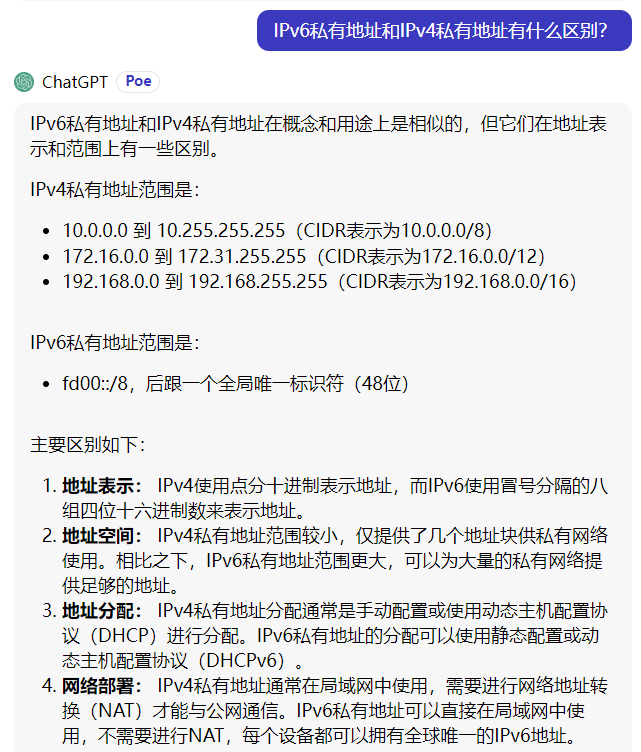 IPv6私有地址和IPv4私有地址有什么区别？
ChatGPT Poe
IPv6私有地址和IPv4私有地址在概念和用途上是相似的，但它们在地址表
示和范围上有一些区别。
IPv4私有地址范围是：
• 10.0.0.0 到 10.255.255.255（CIDR表示为10.0.0.0/8）
• 172.16.0.0 到 172.31.255.255（CIDR表示为172.16.0.0/12）
• 192.168.0.0 到 192.168.255.255（CIDR表示为192.168.0.0/16）
IPv6私有地址范围是：
• fd00::/8，后跟一个全局唯一标识符（48位）
主要区别如下：
1. 地址表示： IPv4使用点分十进制表示地址，而IPv6使用冒号分隔的八
组四位十六进制数来表示地址。
2. 地址空间： IPv4私有地址范围较小，仅提供了几个地址块供私有网络
使用。相比之下，IPv6私有地址范围更大，可以为大量的私有网络提
供足够的地址。
3. 地址分配： IPv4私有地址分配通常是手动配置或使用动态主机配置协
议（DHCP）进行分配。IPv6私有地址的分配可以使用静态配置或动
态主机配置协议（DHCPv6）。
4. 网络部署： IPv4私有地址通常在局域网中使用，需要进行网络地址转
换（NAT）才能与公网通信。IPv6私有地址可以直接在局域网中使
用，不需要进行NAT，每个设备都可以拥有全球唯一的IPv6地址。